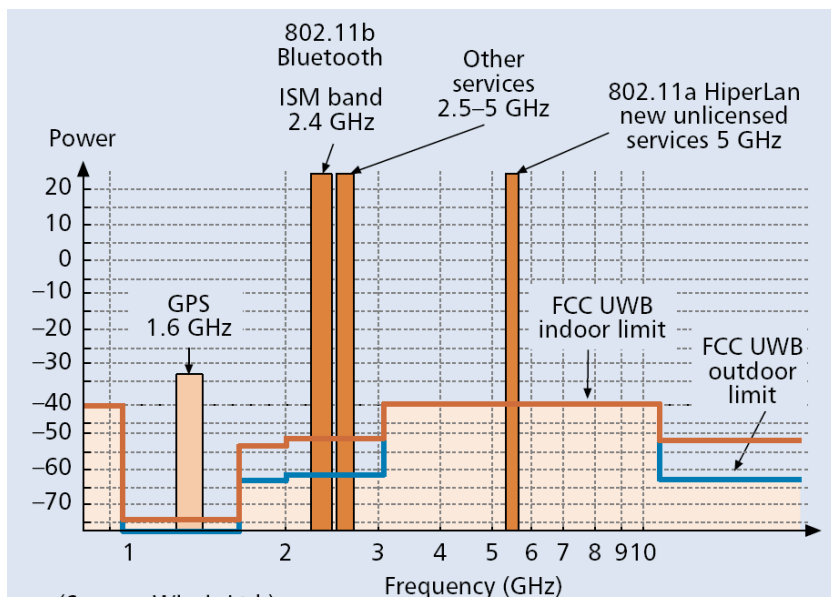 802.11b
Bluetooth
ISM band
2.4 GHz
Other
services
2.5–5 GHz
802.11a HiperLan
new unlicensed
services 5 GHz
Power
20
10
0
–10
–20
–30
–40
–50
–60
–70
GPS
1.6 GHz
FCC UWB
indoor limit
FCC UWB
outdoor
limit
1 2 3 4 5 6 7 8 9 10
Frequency (GHz)